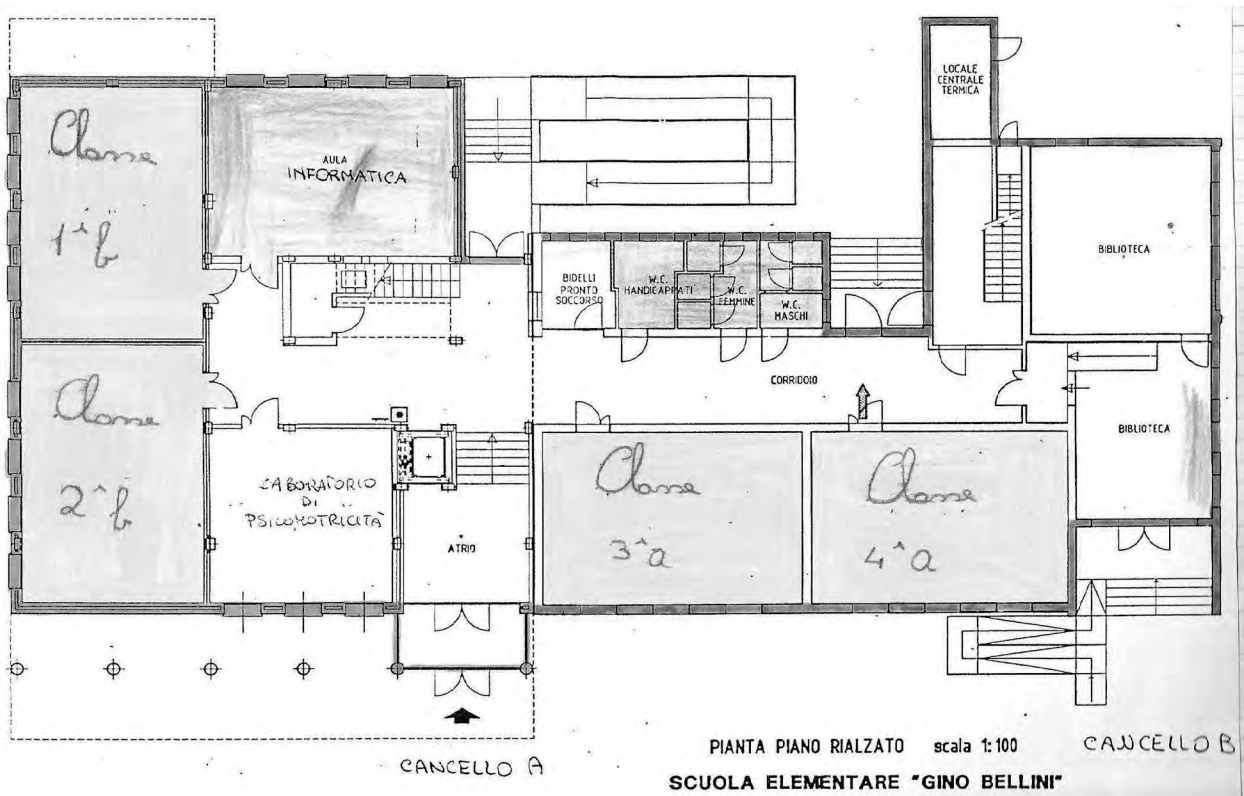 LOCALE
CENTRALE
TERMICA
Classe
1^ b
AULA
INFORMATICA
BIBLIOTECA
BIDELLI
PRONTO
SOCCORSO
W.C.
HANDICAPPATI
W.C.
FEMMINE
W.C.
MASCHI
CORRIDOIO
Classe
2^ b
LABORATORIO
DI
PSICOMOTRICITÀ
ATRIO
Classe
3^a
Classe
4^a
BIBLIOTECA
PIANTA PIANO RIALZATO scala 1:100
CANCELLO B
CANCELLO A
SCUOLA ELEMENTARE "GINO BELLINI"